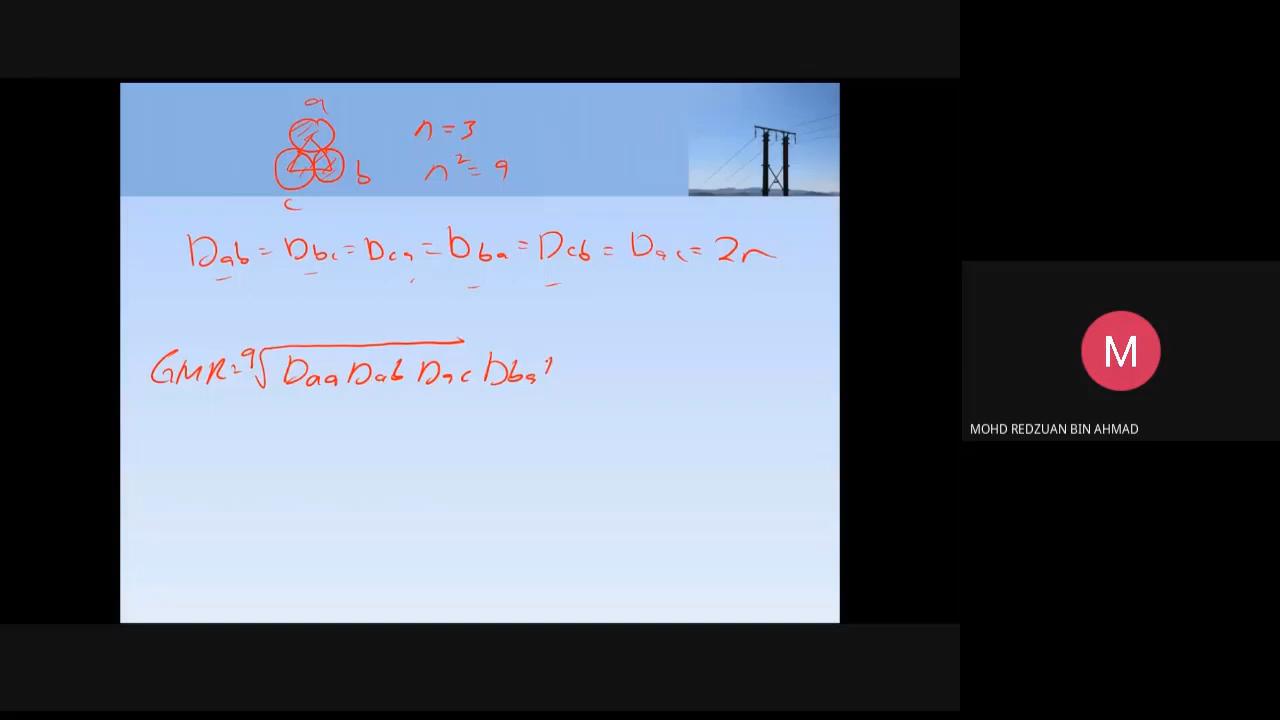 a
n = 3
b
n² = 9
c
Dab = Dbc = Dca = Dba = Dcb = Dac = 2r
GMR = ⁹√Daa Dab Dac Dba
M
MOHD REDZUAN BIN AHMAD